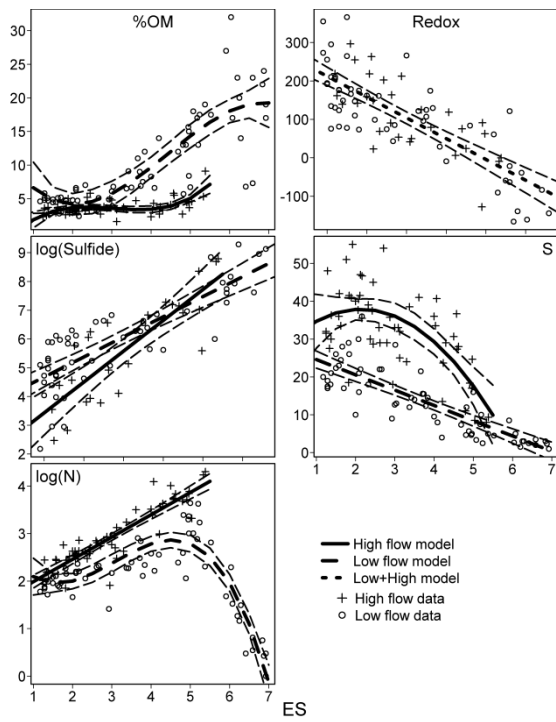 %OM
Redox
30
25
20
15
10
5
300
200
100
0
-100
log(Sulfide)
S
9
8
7
6
5
4
3
2
50
40
30
20
10
0
1 2 3 4 5 6 7
log(N)
4
3
2
1
0
High flow model
Low flow model
Low+High model
+ High flow data
○ Low flow data
1 2 3 4 5 6 7
ES